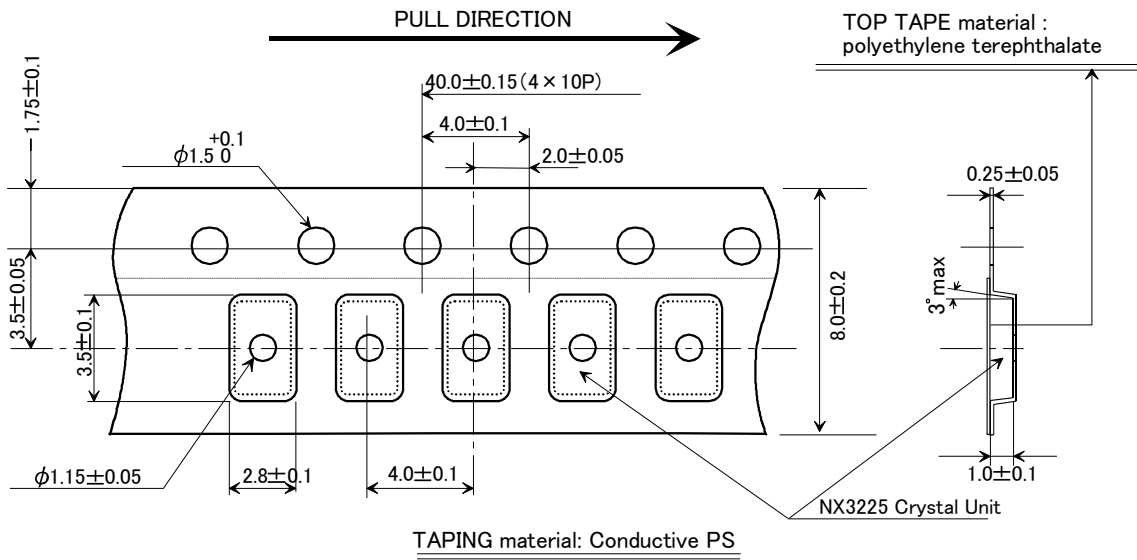 PULL DIRECTION
TOP TAPE material :
polyethylene terephthalate
1.75±0.1
40.0±0.15(4×10P)
4.0±0.1
+0.1
φ1.5 0
2.0±0.05
0.25±0.05
3.5±0.05
3.5±0.1
8.0±0.2
3°max
φ1.15±0.05
2.8±0.1
4.0±0.1
1.0±0.1
NX3225 Crystal Unit
TAPING material: Conductive PS